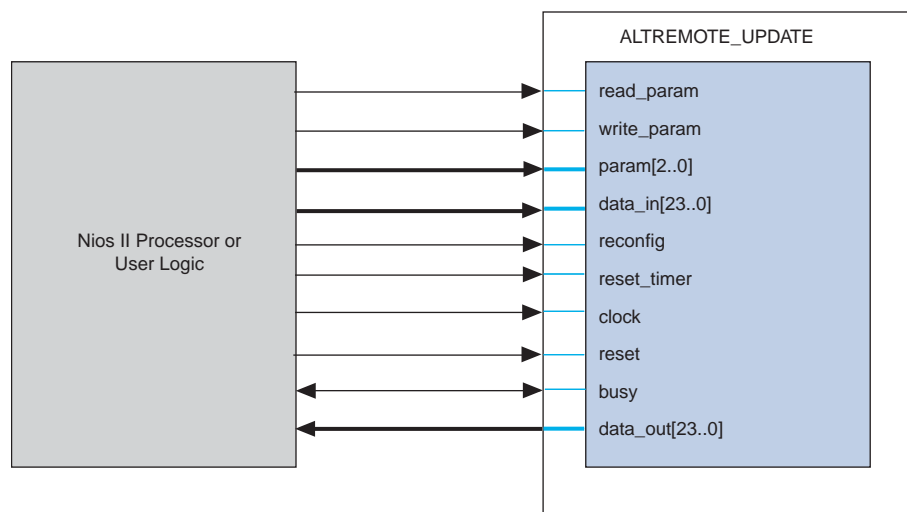 ALTREMOTE_UPDATE
Nios II Processor or
User Logic
read_param
write_param
param[2..0]
data_in[23..0]
reconfig
reset_timer
clock
reset
busy
data_out[23..0]